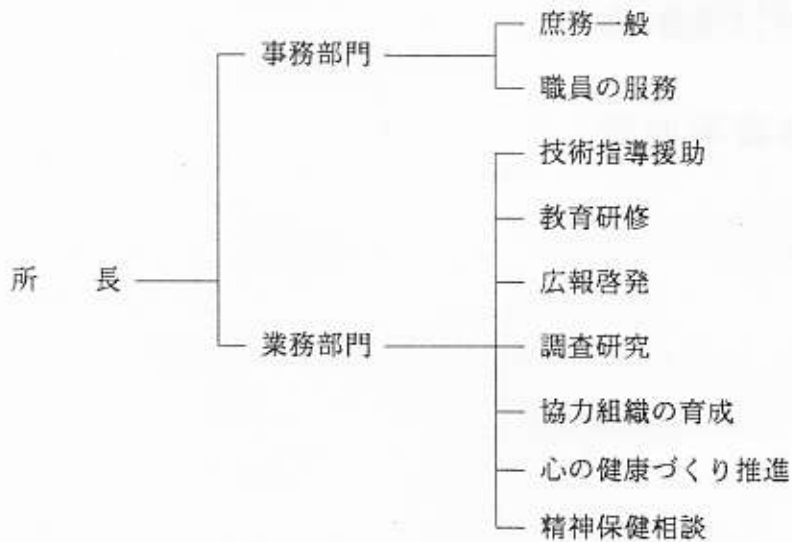 所長
事務部門
庶務一般
職員の服務
業務部門
技術指導援助
教育研修
広報啓発
調査研究
協力組織の育成
心の健康づくり推進
精神保健相談